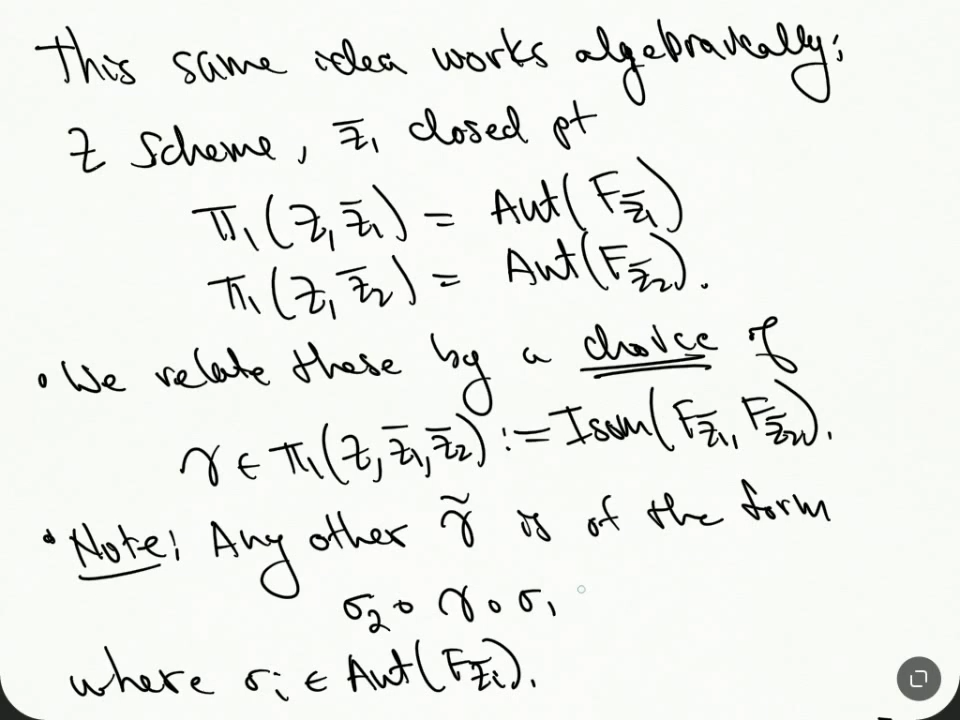 This same idea works algebraically:
Z scheme, z̄₁ closed pt
π₁(Z, z̄₁) = Aut(F_z̄₁)
π₁(Z, z̄₂) = Aut(F_z̄₂).
• We relate these by a choice of
γ ∈ π₁(Z, z̄₁, z̄₂) := Isom(F_z̄₁, F_z̄₂).
• Note: Any other γ̃ is of the form
σ₂ ∘ γ ∘ σ₁
where σᵢ ∈ Aut(F_z̄ᵢ).